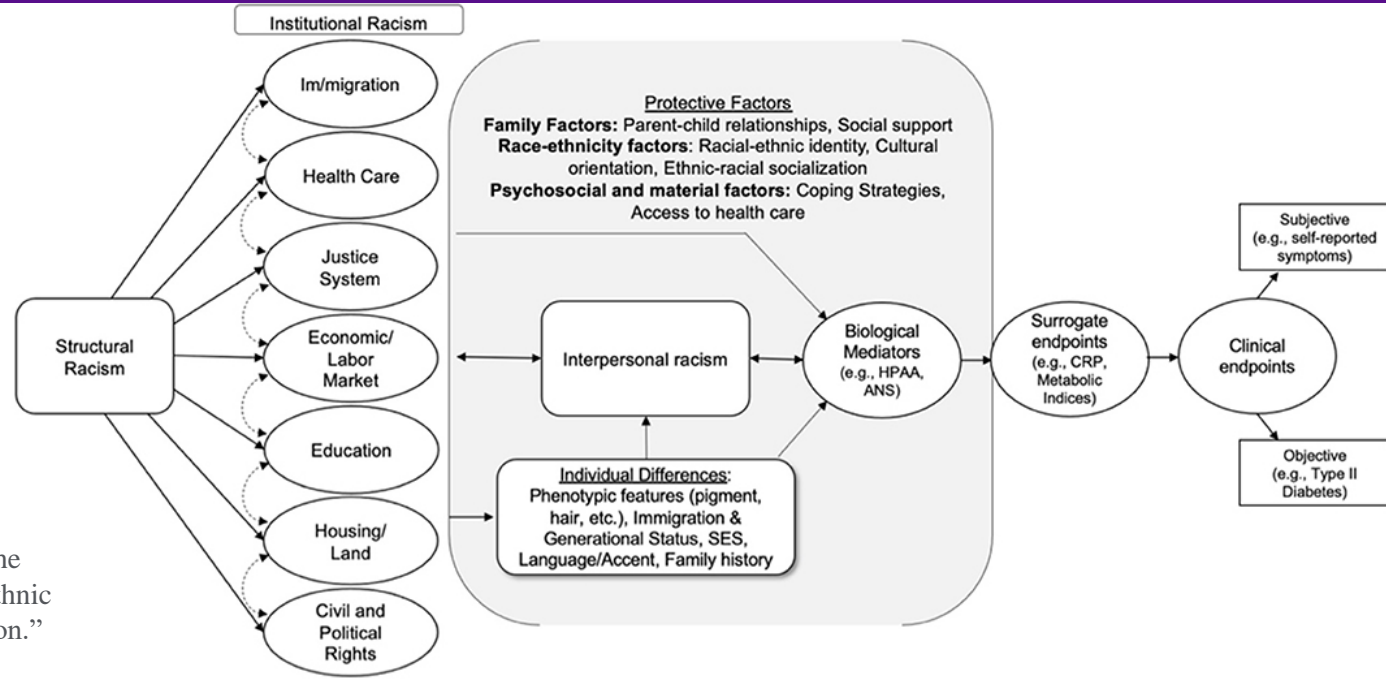 Institutional Racism
Im/migration
Health Care
Justice
System
Economic/
Labor
Market
Education
Housing/
Land
Civil and
Political
Rights
Structural
Racism
Protective Factors
Family Factors: Parent-child relationships, Social support
Race-ethnicity factors: Racial-ethnic identity, Cultural
orientation, Ethnic-racial socialization
Psychosocial and material factors: Coping Strategies,
Access to health care
Interpersonal racism
Individual Differences:
Phenotypic features (pigment,
hair, etc.), Immigration &
Generational Status, SES,
Language/Accent, Family history
Biological
Mediators
(e.g., HPAA,
ANS)
Surrogate
endpoints
(e.g., CRP,
Metabolic
Indices)
Clinical
endpoints
Subjective
(e.g., self-reported
symptoms)
Objective
(e.g., Type II
Diabetes)